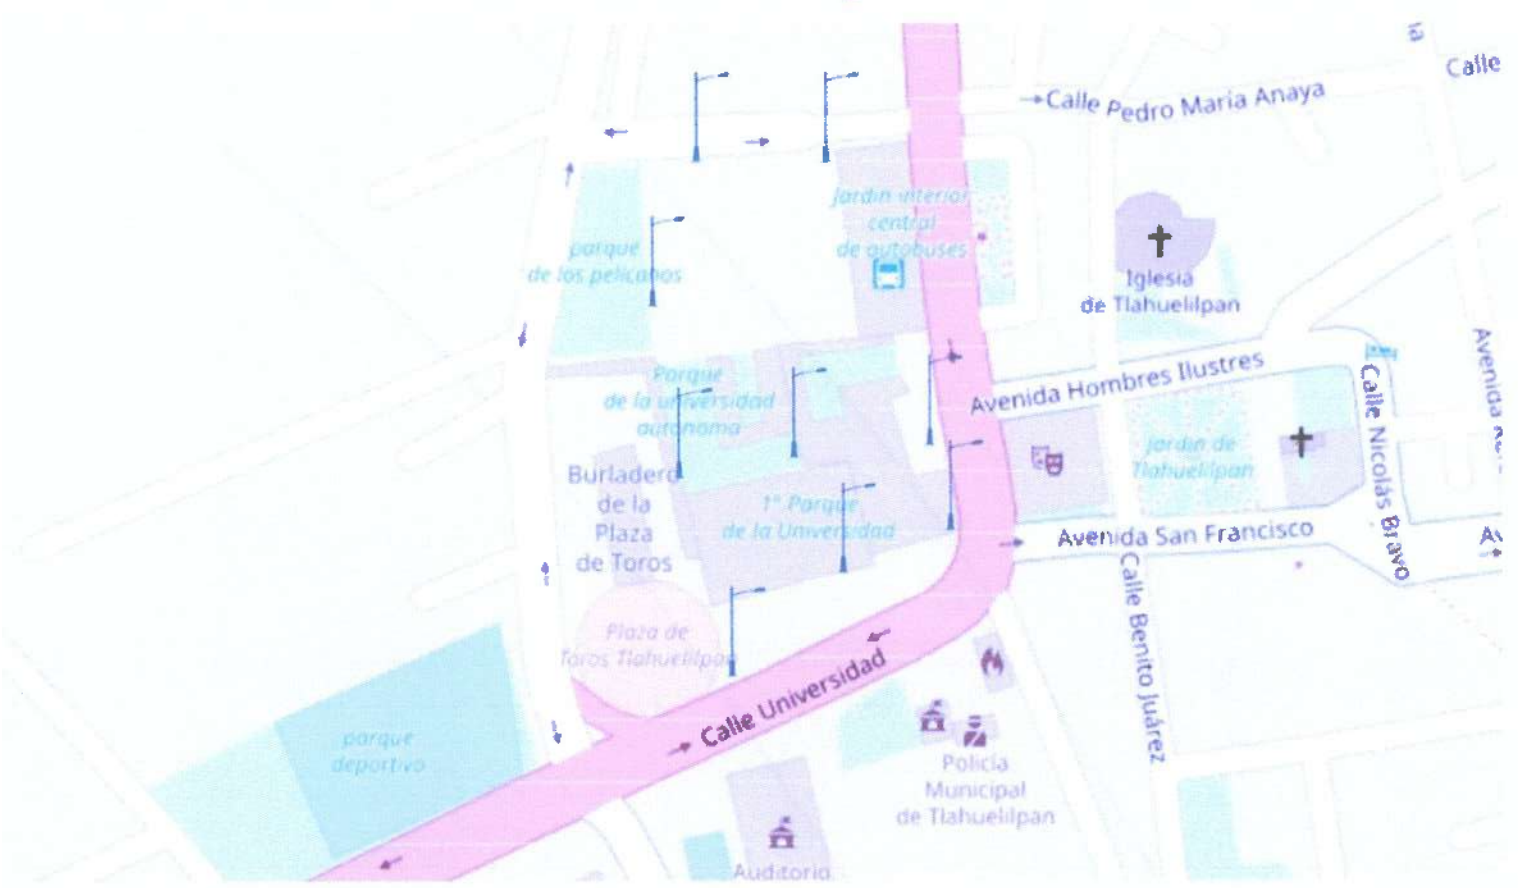 Calle
Calle Pedro María Anaya
Jardin interior
central
de autobuses
parque
de los pelicanos
Iglesia
de Tlahuelilpan
Avenida Hombres Ilustres
Parque
de la universidad
autonoma
Calle Nicolás Bravo
Avenida
Jardin de
Tlahuelilpan
Burladero
de la
Plaza
de Toros
1° Parque
de la Universidad
Avenida San Francisco
Calle Benito Juárez
Plaza de
Toros Tlahuelilpan
Calle Universidad
parque
deportivo
Policía
Municipal
de Tlahuelilpan
Auditorio